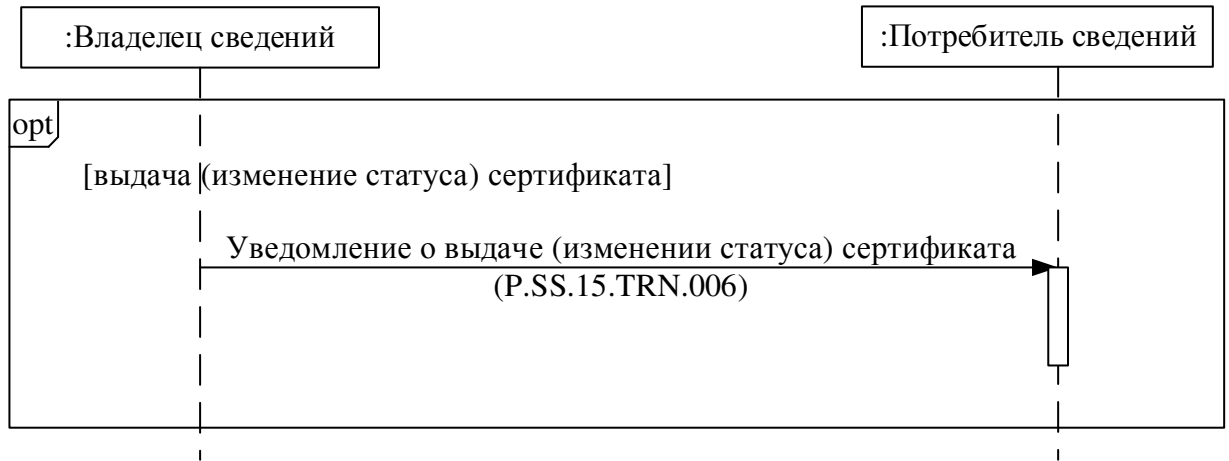 :Владелец сведений
:Потребитель сведений
opt
[выдача (изменение статуса) сертификата]
Уведомление о выдаче (изменении статуса) сертификата
(P.SS.15.TRN.006)